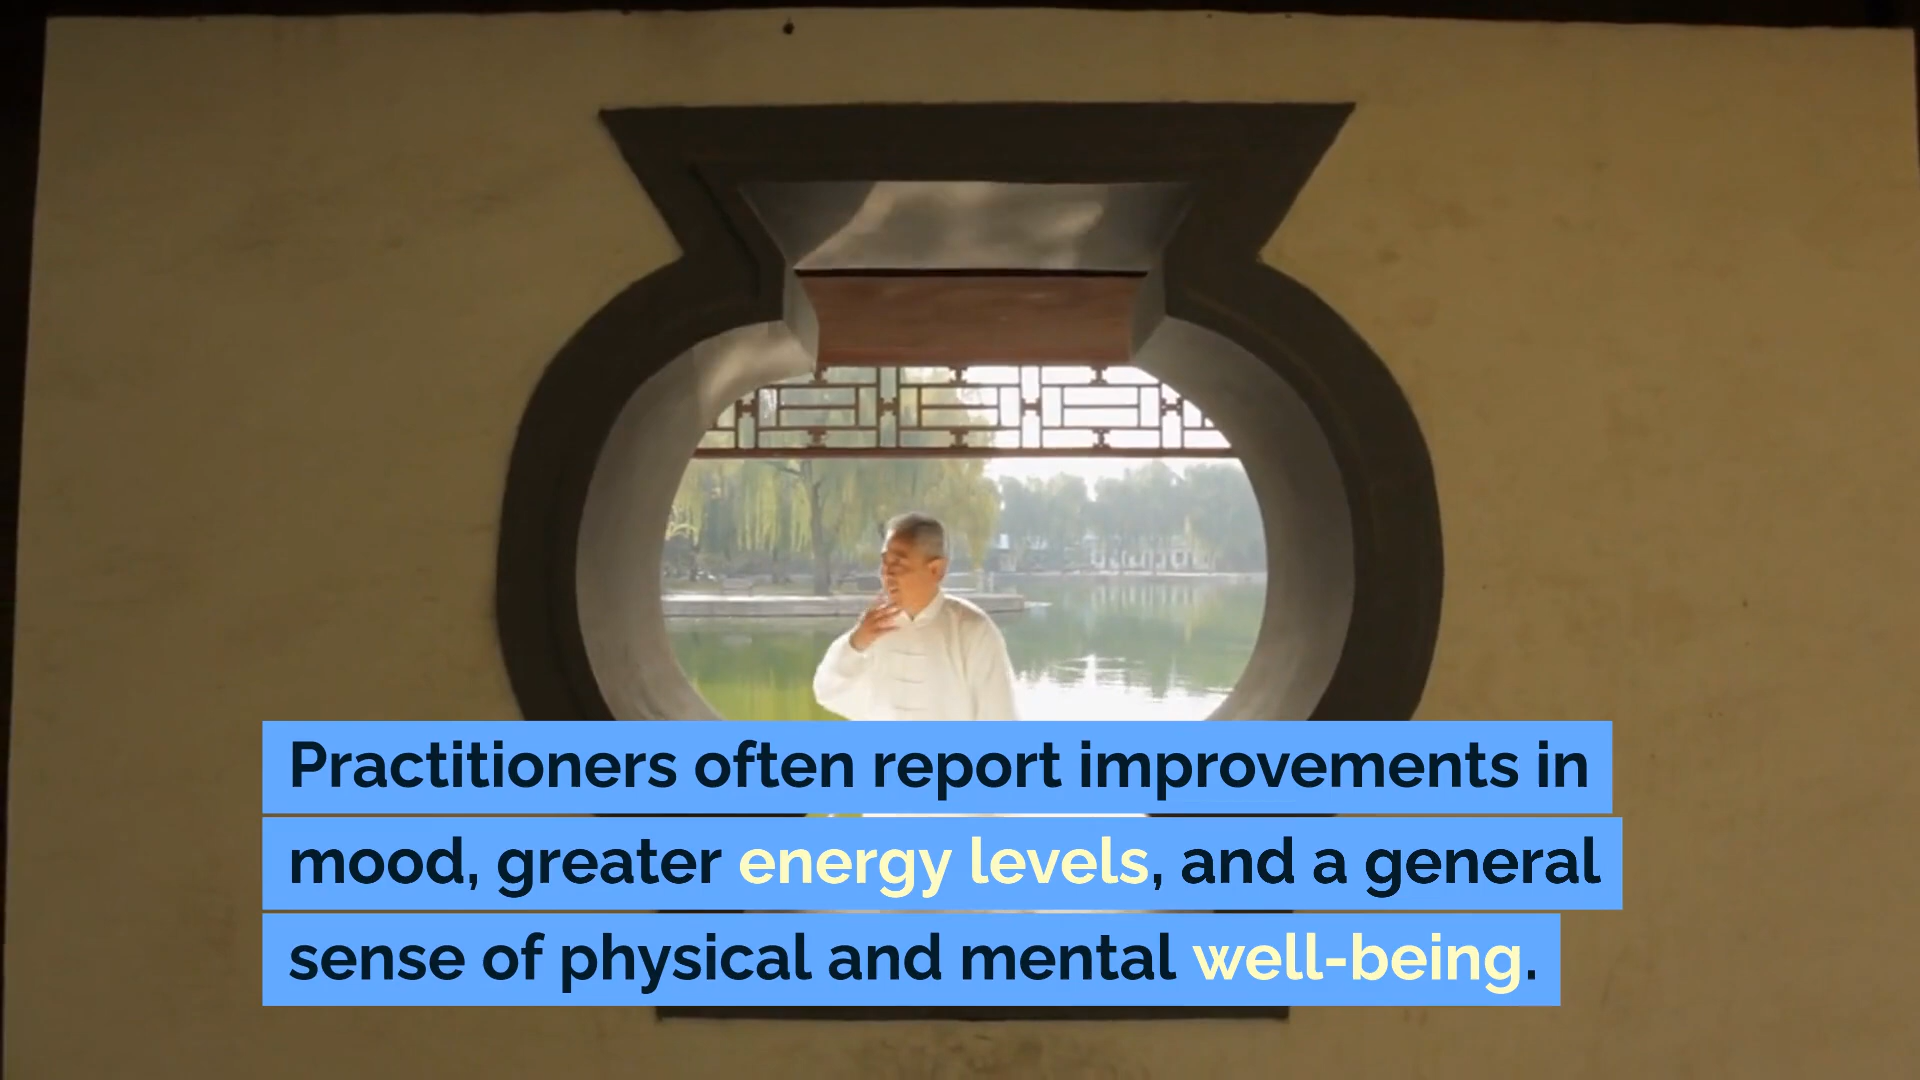 Practitioners often report improvements in
mood, greater energy levels, and a general
sense of physical and mental well-being.